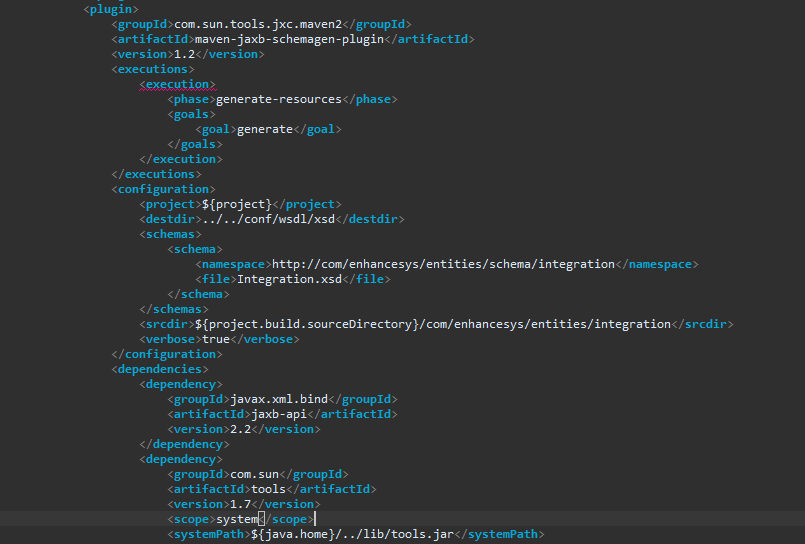 <plugin>
<groupId>com.sun.tools.jxc.maven2</groupId>
<artifactId>maven-jaxb-schemagen-plugin</artifactId>
<version>1.2</version>
<executions>
<execution>
<phase>generate-resources</phase>
<goals>
<goal>generate</goal>
</goals>
</execution>
</executions>
<configuration>
<project>${project}</project>
<destdir>../../conf/wsdl/xsd</destdir>
<schemas>
<schema>
<namespace>http://com/enhancesys/entities/schema/integration</namespace>
<file>Integration.xsd</file>
</schema>
</schemas>
<srcdir>${project.build.sourceDirectory}/com/enhancesys/entities/integration</srcdir>
<verbose>true</verbose>
</configuration>
<dependencies>
<dependency>
<groupId>javax.xml.bind</groupId>
<artifactId>jaxb-api</artifactId>
<version>2.2</version>
</dependency>
<dependency>
<groupId>com.sun</groupId>
<artifactId>tools</artifactId>
<version>1.7</version>
<scope>system</scope>
<systemPath>${java.home}/../lib/tools.jar</systemPath>